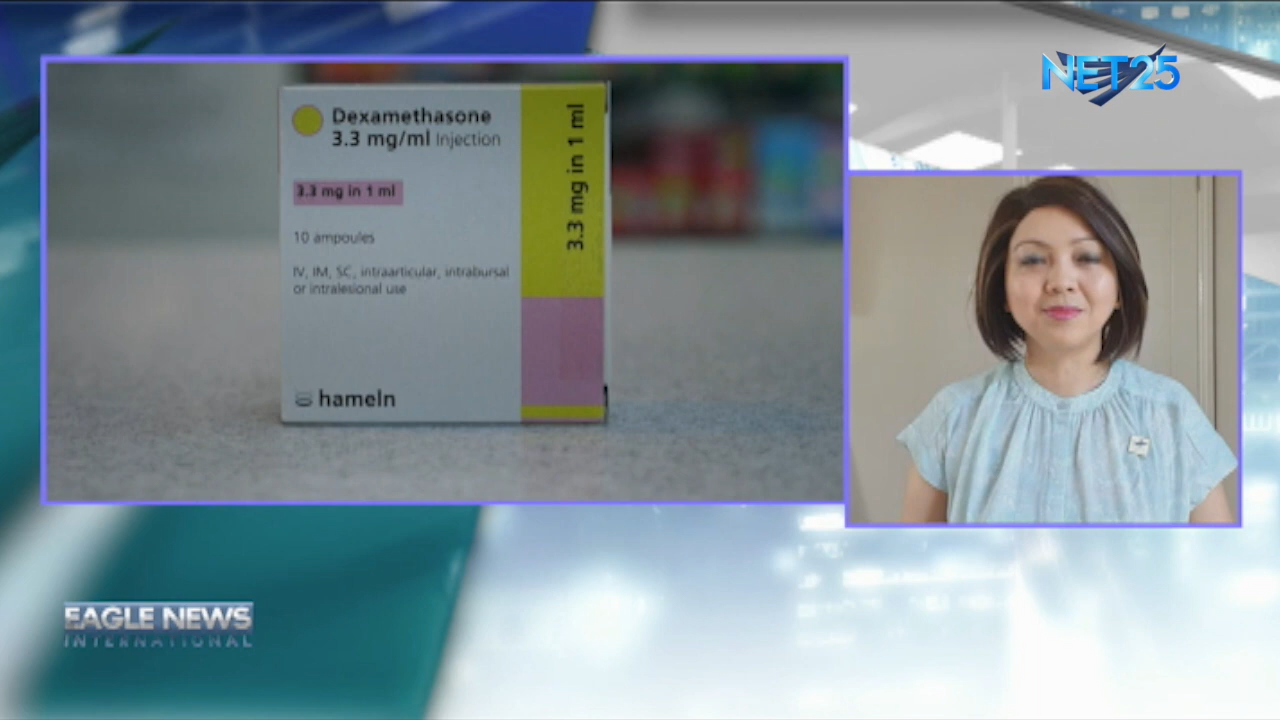 NET25
Dexamethasone
3.3 mg/ml Injection
3.3 mg in 1 ml
10 ampoules
IV, IM, SC, intraarticular, intrabursal
or intralesional use
hameln
3.3 mg in 1 ml
EAGLE NEWS
INTERNATIONAL